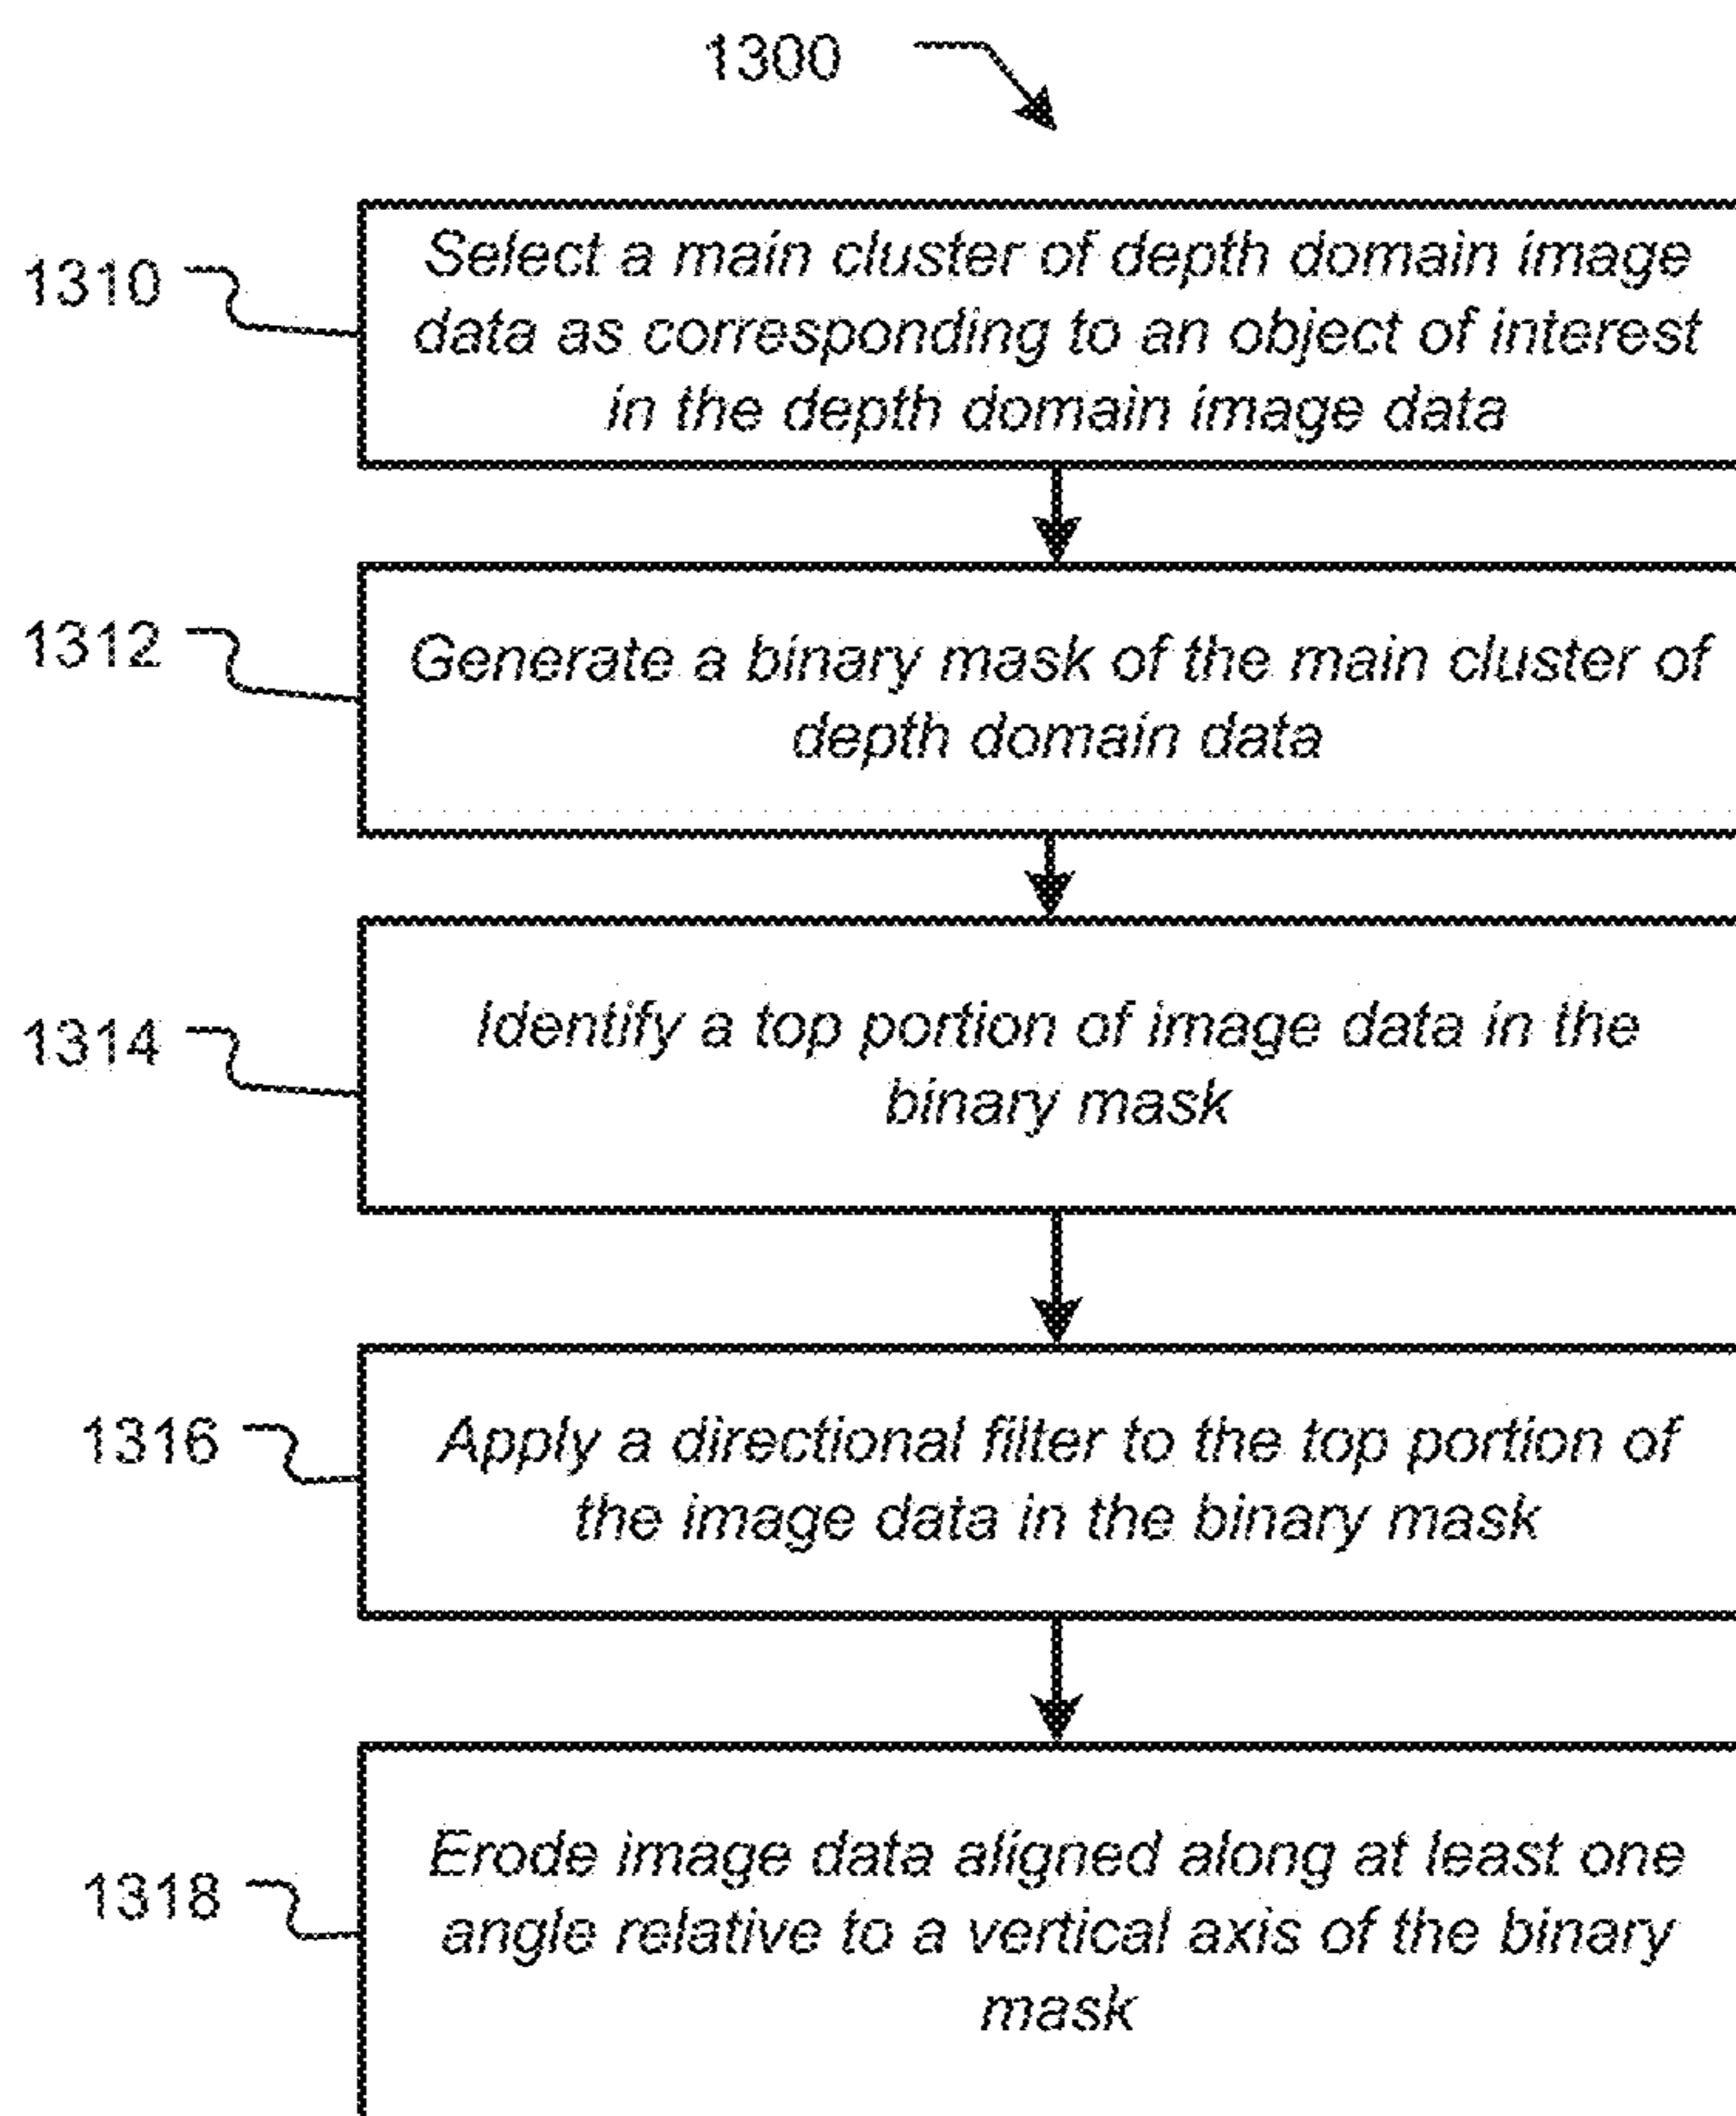 1300
1310
Select a main cluster of depth domain image
data as corresponding to an object of interest
in the depth domain image data
1312
Generate a binary mask of the main cluster of
depth domain data
1314
Identify a top portion of image data in the
binary mask
1316
Apply a directional filter to the top portion of
the image data in the binary mask
1318
Erode image data aligned along at least one
angle relative to a vertical axis of the binary
mask